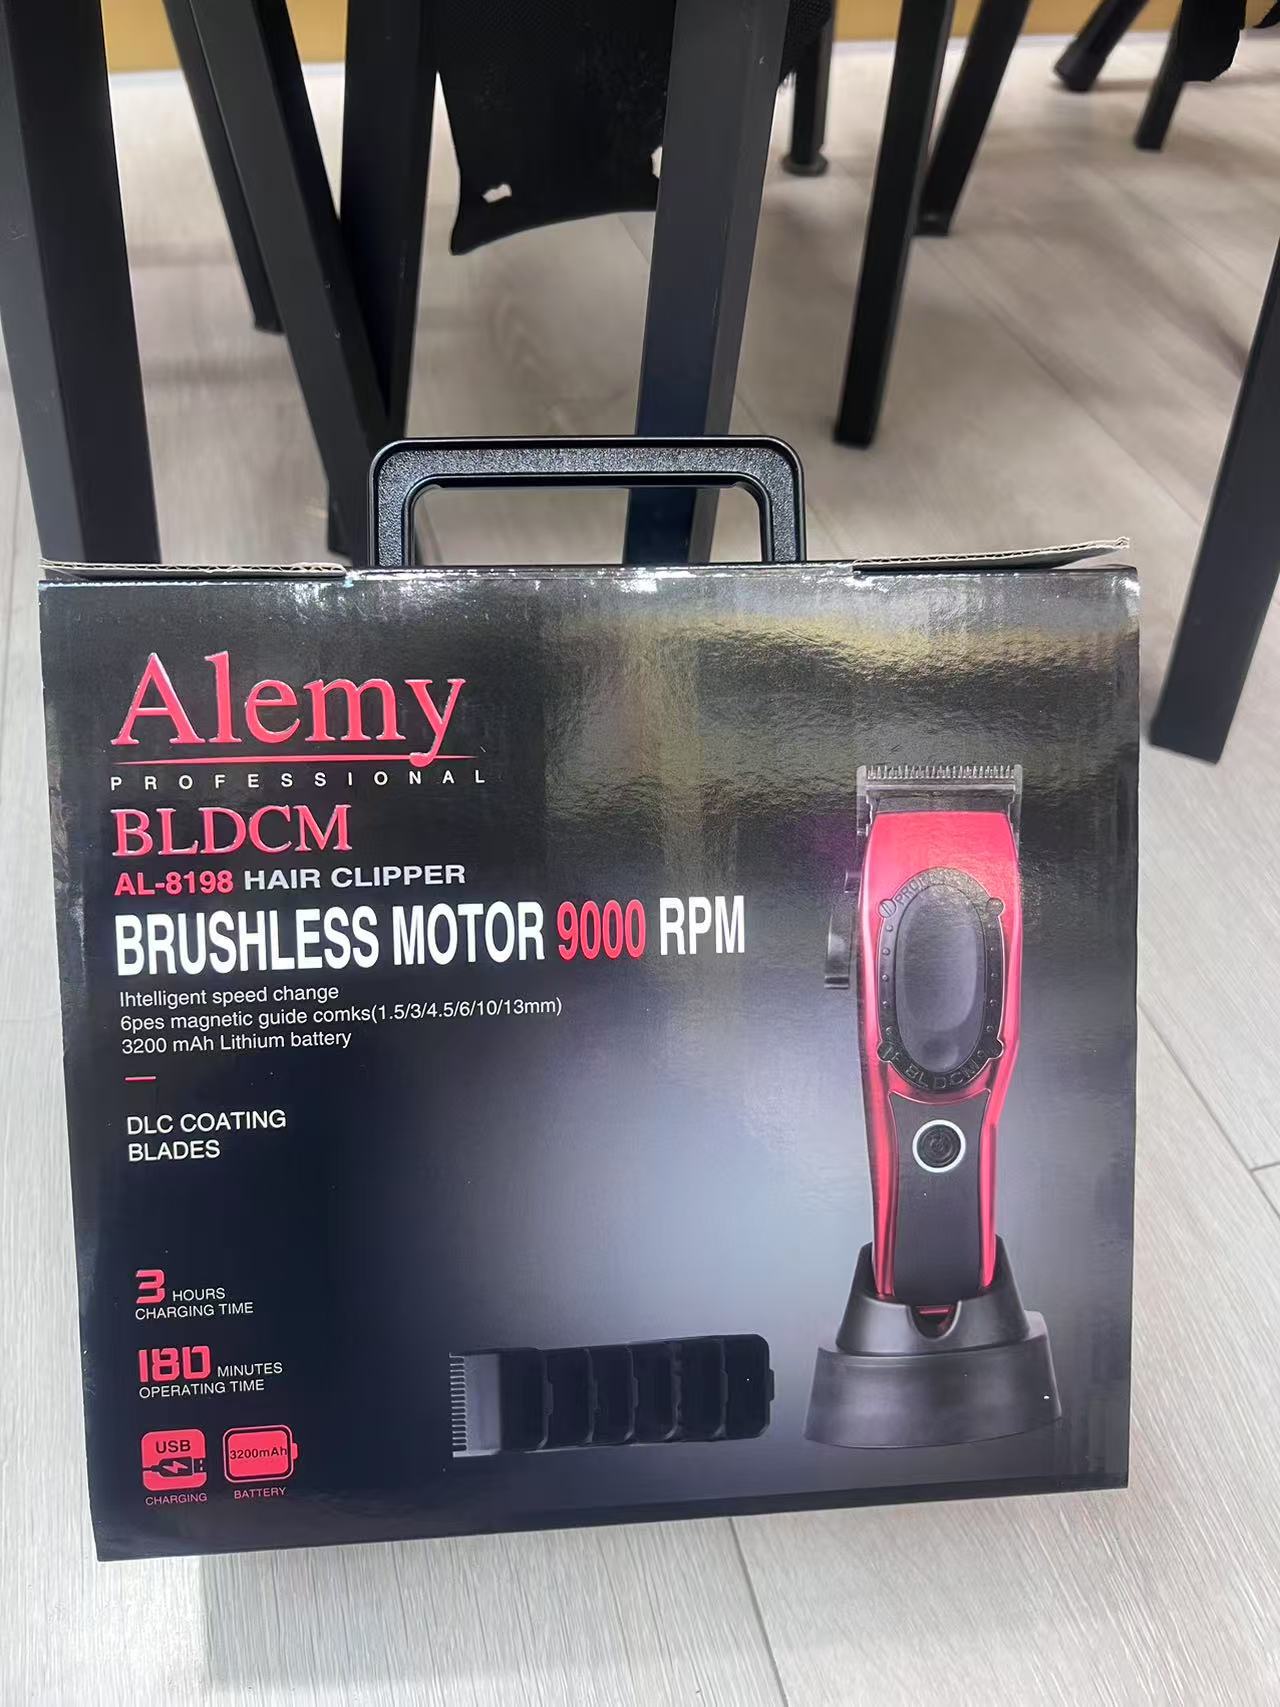 Alemy
PROFESSIONAL
BLDCM
AL-8198 HAIR CLIPPER
BRUSHLESS MOTOR 9000 RPM
Ihtelligent speed change
6pes magnetic guide comks(1.5/3/4.5/6/10/13mm)
3200 mAh Lithium battery
DLC COATING
BLADES
3 HOURS
CHARGING TIME
180 MINUTES
OPERATING TIME
USB
CHARGING
3200mAh
BATTERY
BLDCM